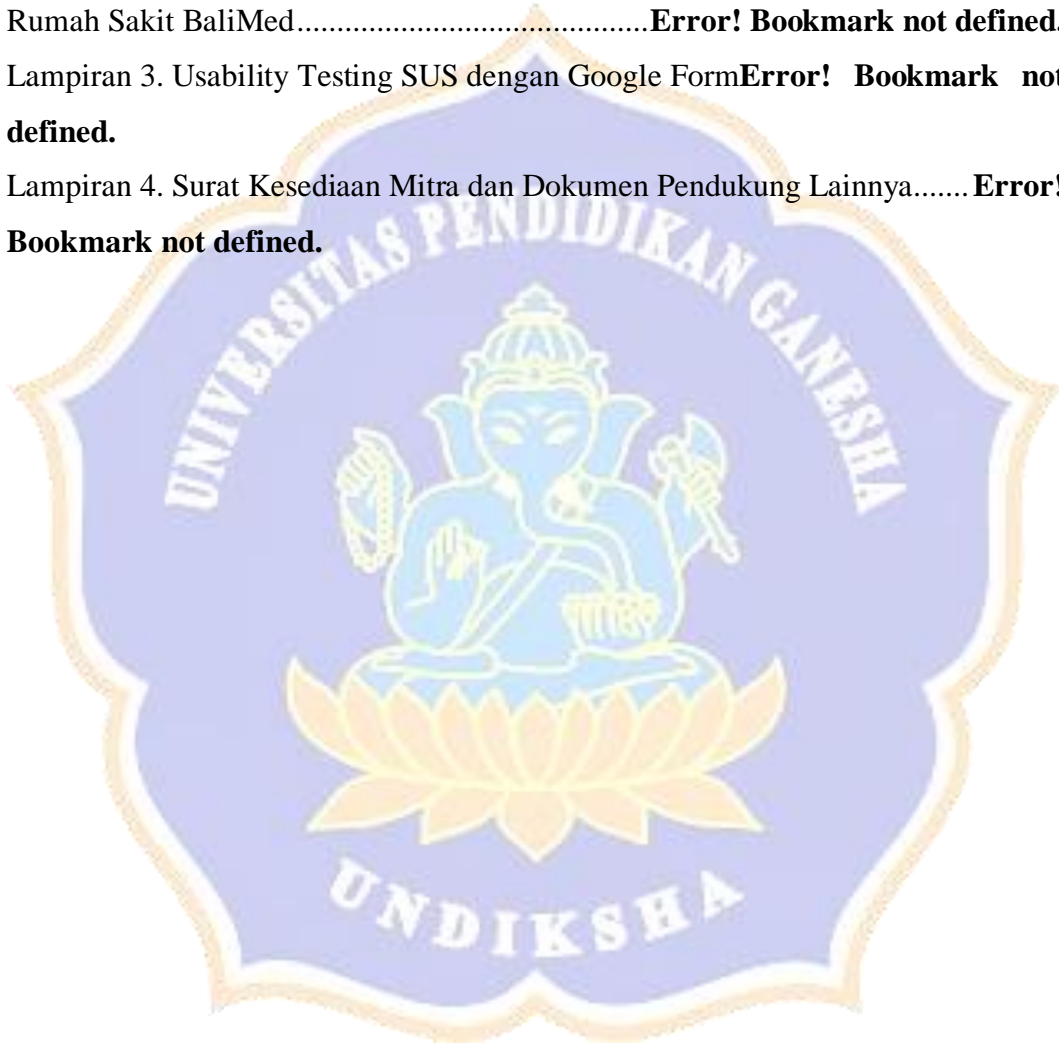 Rumah Sakit BaliMed..........................................Error! Bookmark not defined.
Lampiran 3. Usability Testing SUS dengan Google FormError! Bookmark not
defined.
Lampiran 4. Surat Kesediaan Mitra dan Dokumen Pendukung Lainnya.......Error!
Bookmark not defined.
UNIVERSITAS PENDIDIKAN GANESHA
UNDIKSHA